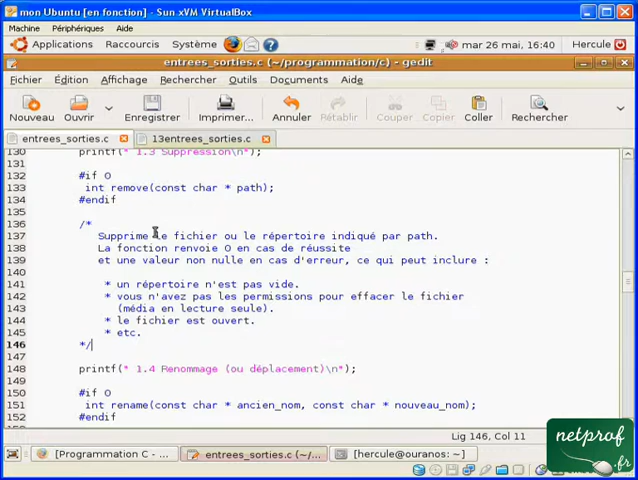 mon Ubuntu [en fonction] - Sun xVM VirtualBox
Machine Périphériques Aide
Applications Raccourcis Système mar 26 mai, 16:40 Hercule
entrees_sorties.c (~/programmation/c) - gedit
Fichier Édition Affichage Rechercher Outils Documents Aide
Nouveau Ouvrir Enregistrer Imprimer... Annuler Rétablir Couper Copier Coller Rechercher
entrees_sorties.c 13entrees_sorties.c
130 printf(" 1.3 Suppression\n");
131
132 #if 0
133 int remove(const char * path);
134 #endif
135
136 /*
137 Supprime le fichier ou le répertoire indiqué par path.
138 La fonction renvoie 0 en cas de réussite
139 et une valeur non nulle en cas d'erreur, ce qui peut inclure :
140
141 * un répertoire n'est pas vide.
142 * vous n'avez pas les permissions pour effacer le fichier
143 (média en lecture seule).
144 * le fichier est ouvert.
145 * etc.
146 */
147
148 printf(" 1.4 Renommage (ou déplacement)\n");
149
150 #if 0
151 int rename(const char * ancien_nom, const char * nouveau_nom);
152 #endif
Lig 146, Col 11
[Programmation C - ... entrees_sorties.c (~/... [hercule@ouranos: ~]
netprof.fr